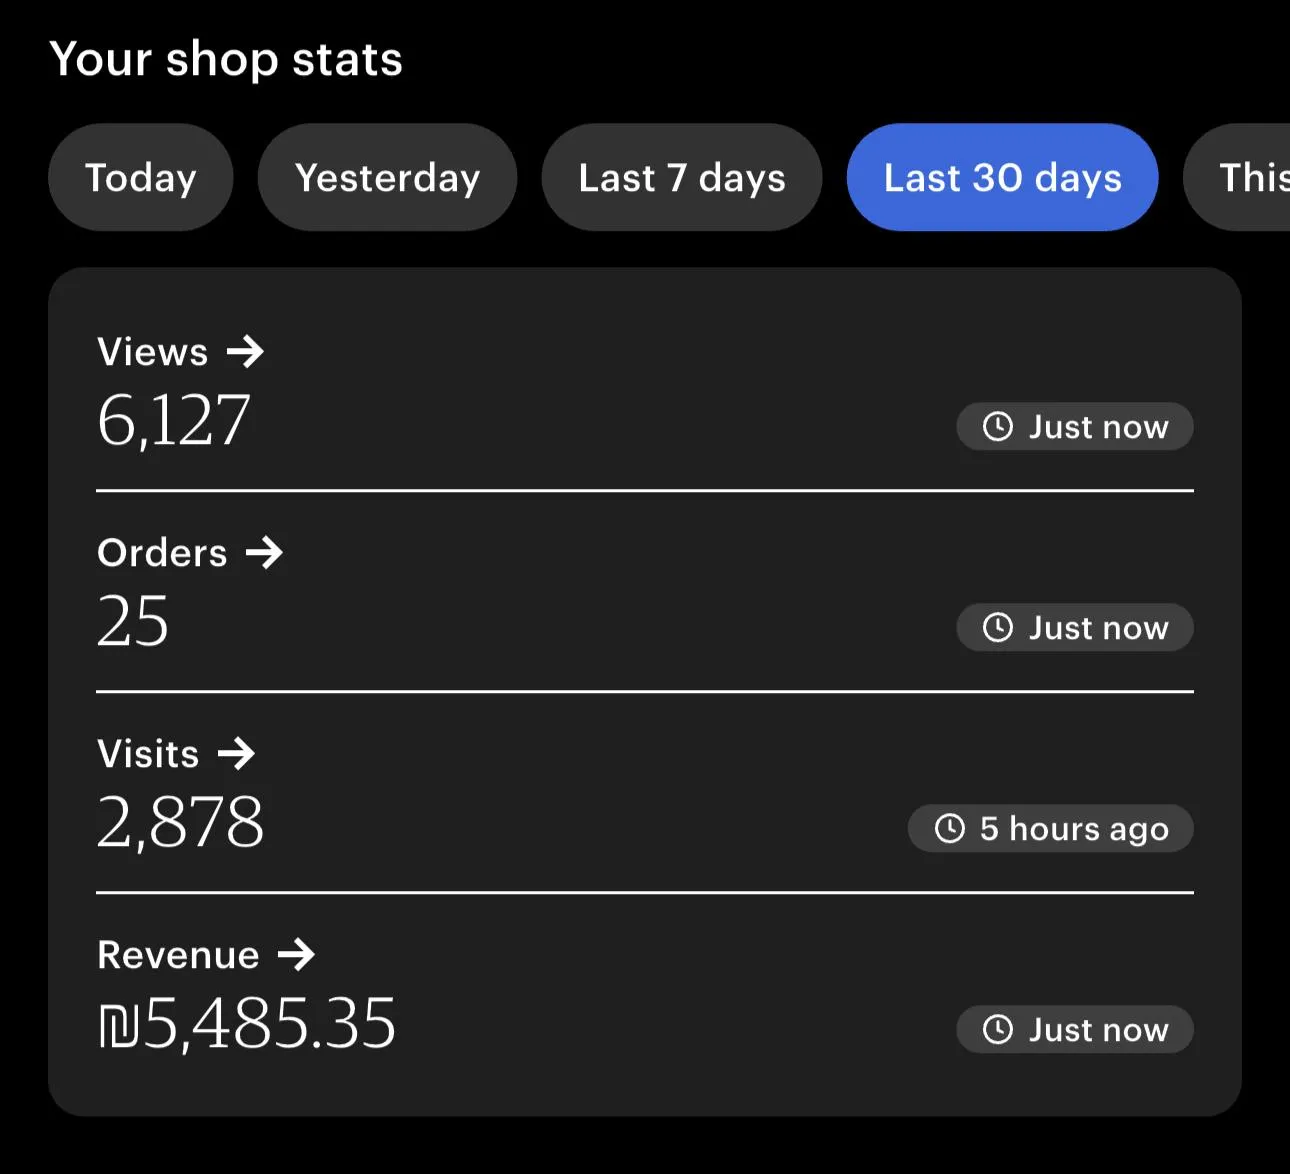 Your shop stats
Today Yesterday Last 7 days Last 30 days This
Views →
6,127
Just now
Orders →
25
Just now
Visits →
2,878
5 hours ago
Revenue →
₪5,485.35
Just now